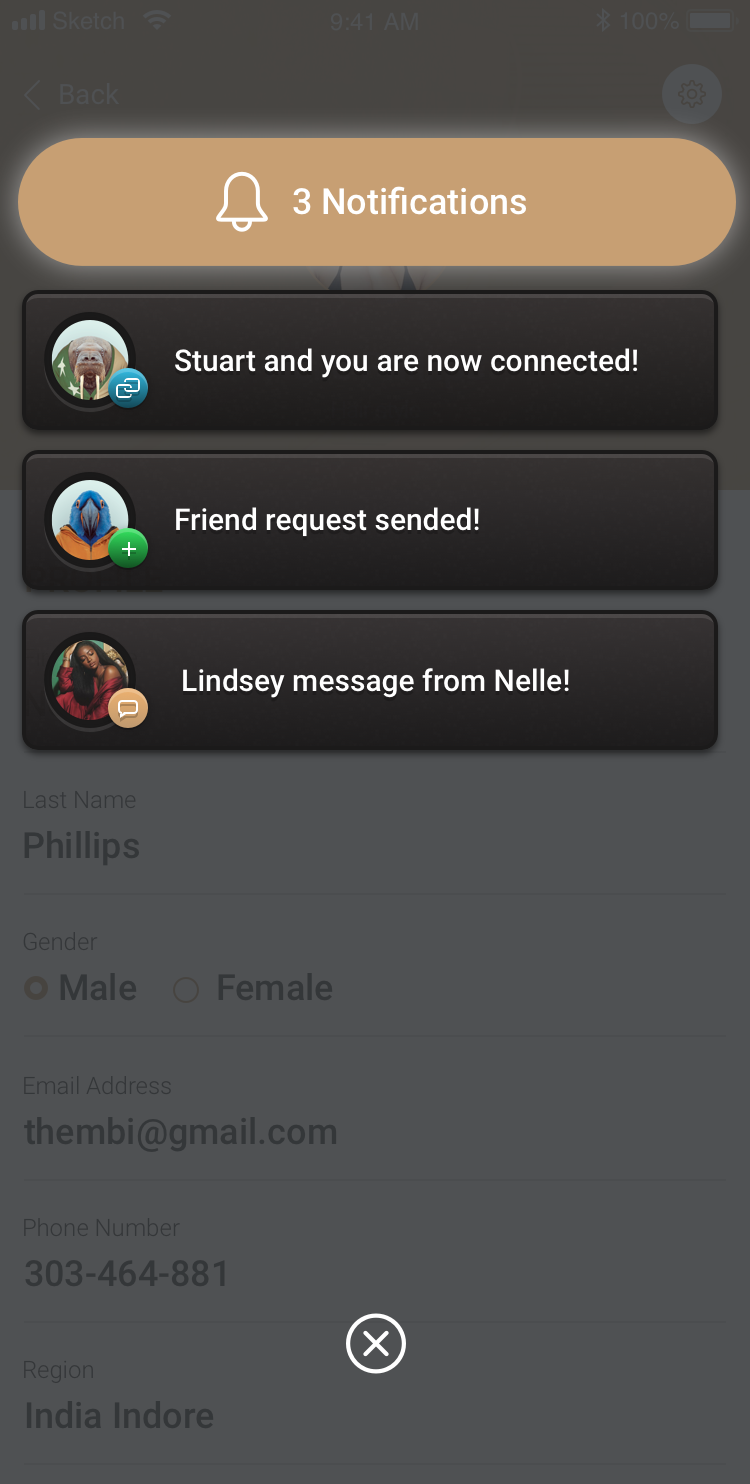 Sketch 9:41 AM 100%
Back
3 Notifications
Stuart and you are now connected!
Friend request sended!
Lindsey message from Nelle!
Last Name
Phillips
Gender
Male Female
Email Address
thembi@gmail.com
Phone Number
303-464-881
Region
India Indore